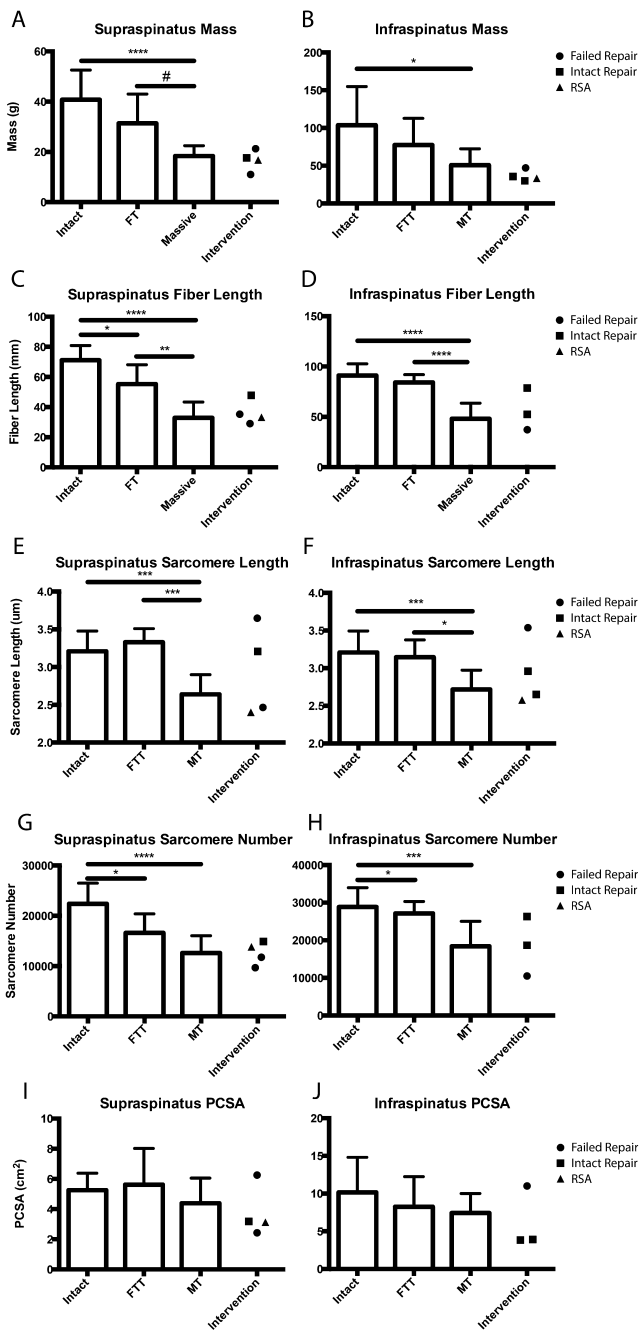 A
Supraspinatus Mass
Mass (g)
60
40
20
0
****
#
Intact
FT
Massive
Intervention
B
Infraspinatus Mass
200
150
100
50
0
*
Intact
FTT
MT
Intervention
Failed Repair
Intact Repair
RSA
C
Supraspinatus Fiber Length
Fiber Length (mm)
100
80
60
40
20
0
****
*
**
Intact
FT
Massive
Intervention
D
Infraspinatus Fiber Length
150
100
50
0
****
****
Intact
FT
Massive
Intervention
Failed Repair
Intact Repair
RSA
E
Supraspinatus Sarcomere Length
Sarcomere Length (um)
4.0
3.5
3.0
2.5
2.0
***
***
Intact
FTT
MT
Intervention
F
Infraspinatus Sarcomere Length
4.0
3.5
3.0
2.5
2.0
***
*
Intact
FTT
MT
Intervention
Failed Repair
Intact Repair
RSA
G
Supraspinatus Sarcomere Number
Sarcomere Number
30000
20000
10000
0
****
*
Intact
FTT
MT
Intervention
H
Infraspinatus Sarcomere Number
40000
30000
20000
10000
0
***
*
Intact
FTT
MT
Intervention
Failed Repair
Intact Repair
RSA
I
Supraspinatus PCSA
PCSA (cm²)
10
8
6
4
2
0
Intact
FTT
MT
Intervention
J
Infraspinatus PCSA
20
15
10
5
0
Intact
FTT
MT
Intervention
Failed Repair
Intact Repair
RSA